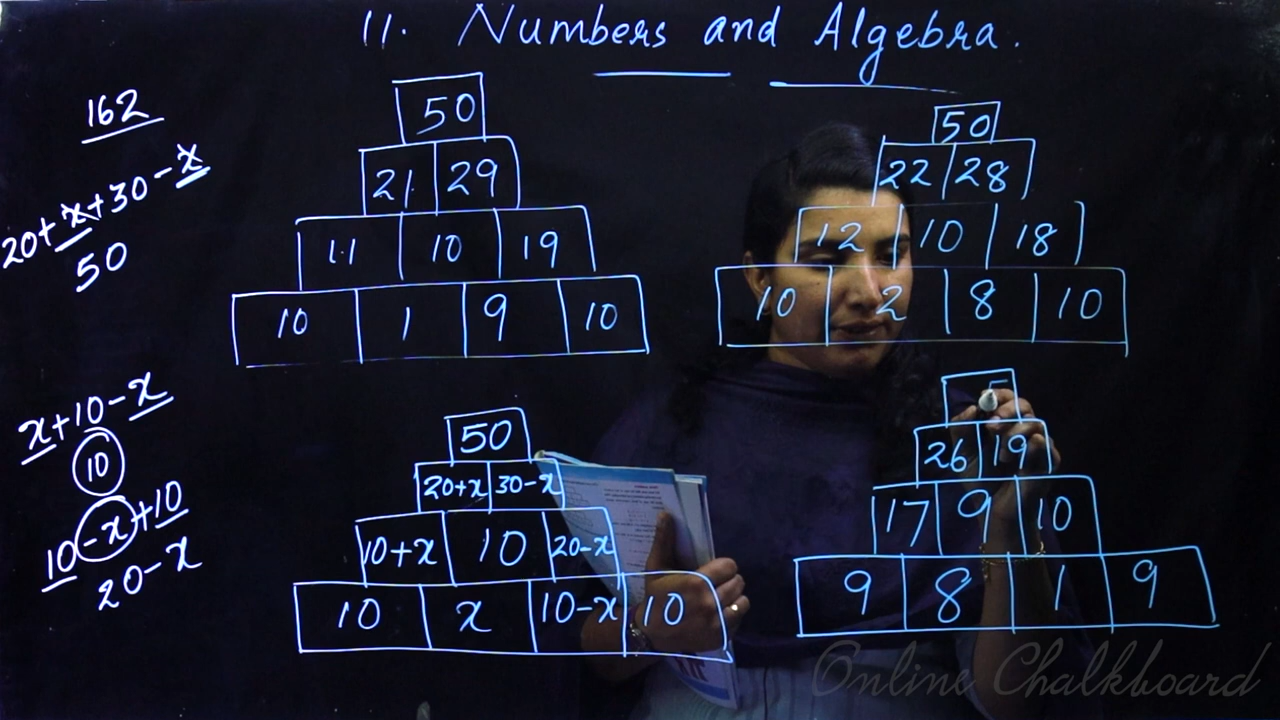 11. Numbers and Algebra.
162
20+x+30-x
50
50
21 29
11 10 19
10 1 9 10
50
22 28
12 10 18
10 2 8 10
x+10-x
10
10-x+10
20-x
50
20+x 30-x
10+x 10 20-x
10 x 10-x 10
26 19
17 9 10
9 8 1 9
Online Chalkboard